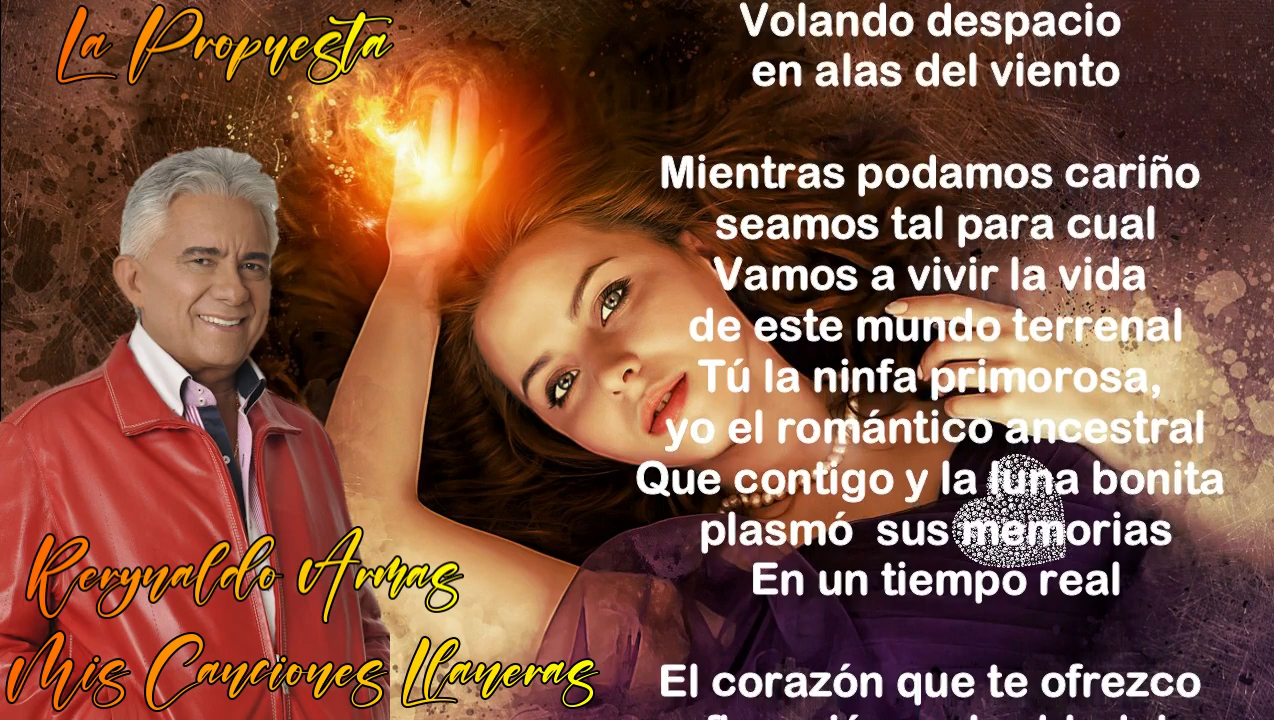 La Propuesta
Volando despacio
en alas del viento
Mientras podamos cariño
seamos tal para cual
Vamos a vivir la vida
de este mundo terrenal
Tú la ninfa primorosa,
yo el romántico ancestral
Que contigo y la luna bonita
plasmó sus memorias
En un tiempo real
El corazón que te ofrezco
Rerynaldo Armas
Mis Canciones Llaneras